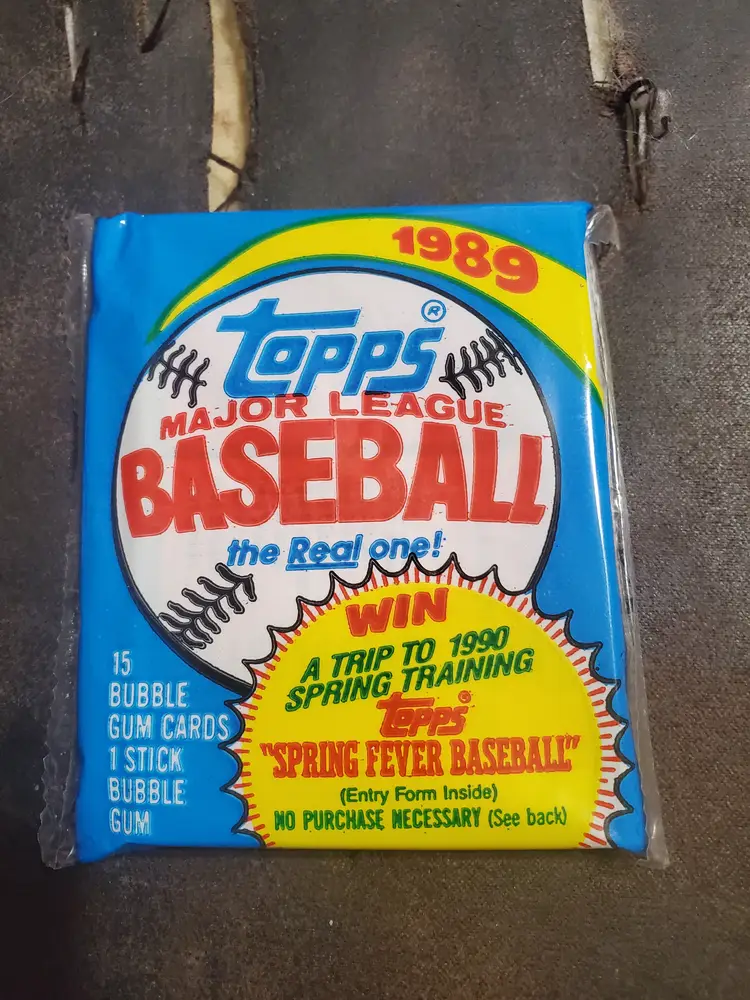 1989
Topps®
MAJOR LEAGUE
BASEBALL
the Real one!
WIN
A TRIP TO 1990
SPRING TRAINING
Topps®
"SPRING FEVER BASEBALL"
(Entry Form Inside)
NO PURCHASE NECESSARY (See back)
15
BUBBLE
GUM CARDS
1 STICK
BUBBLE
GUM